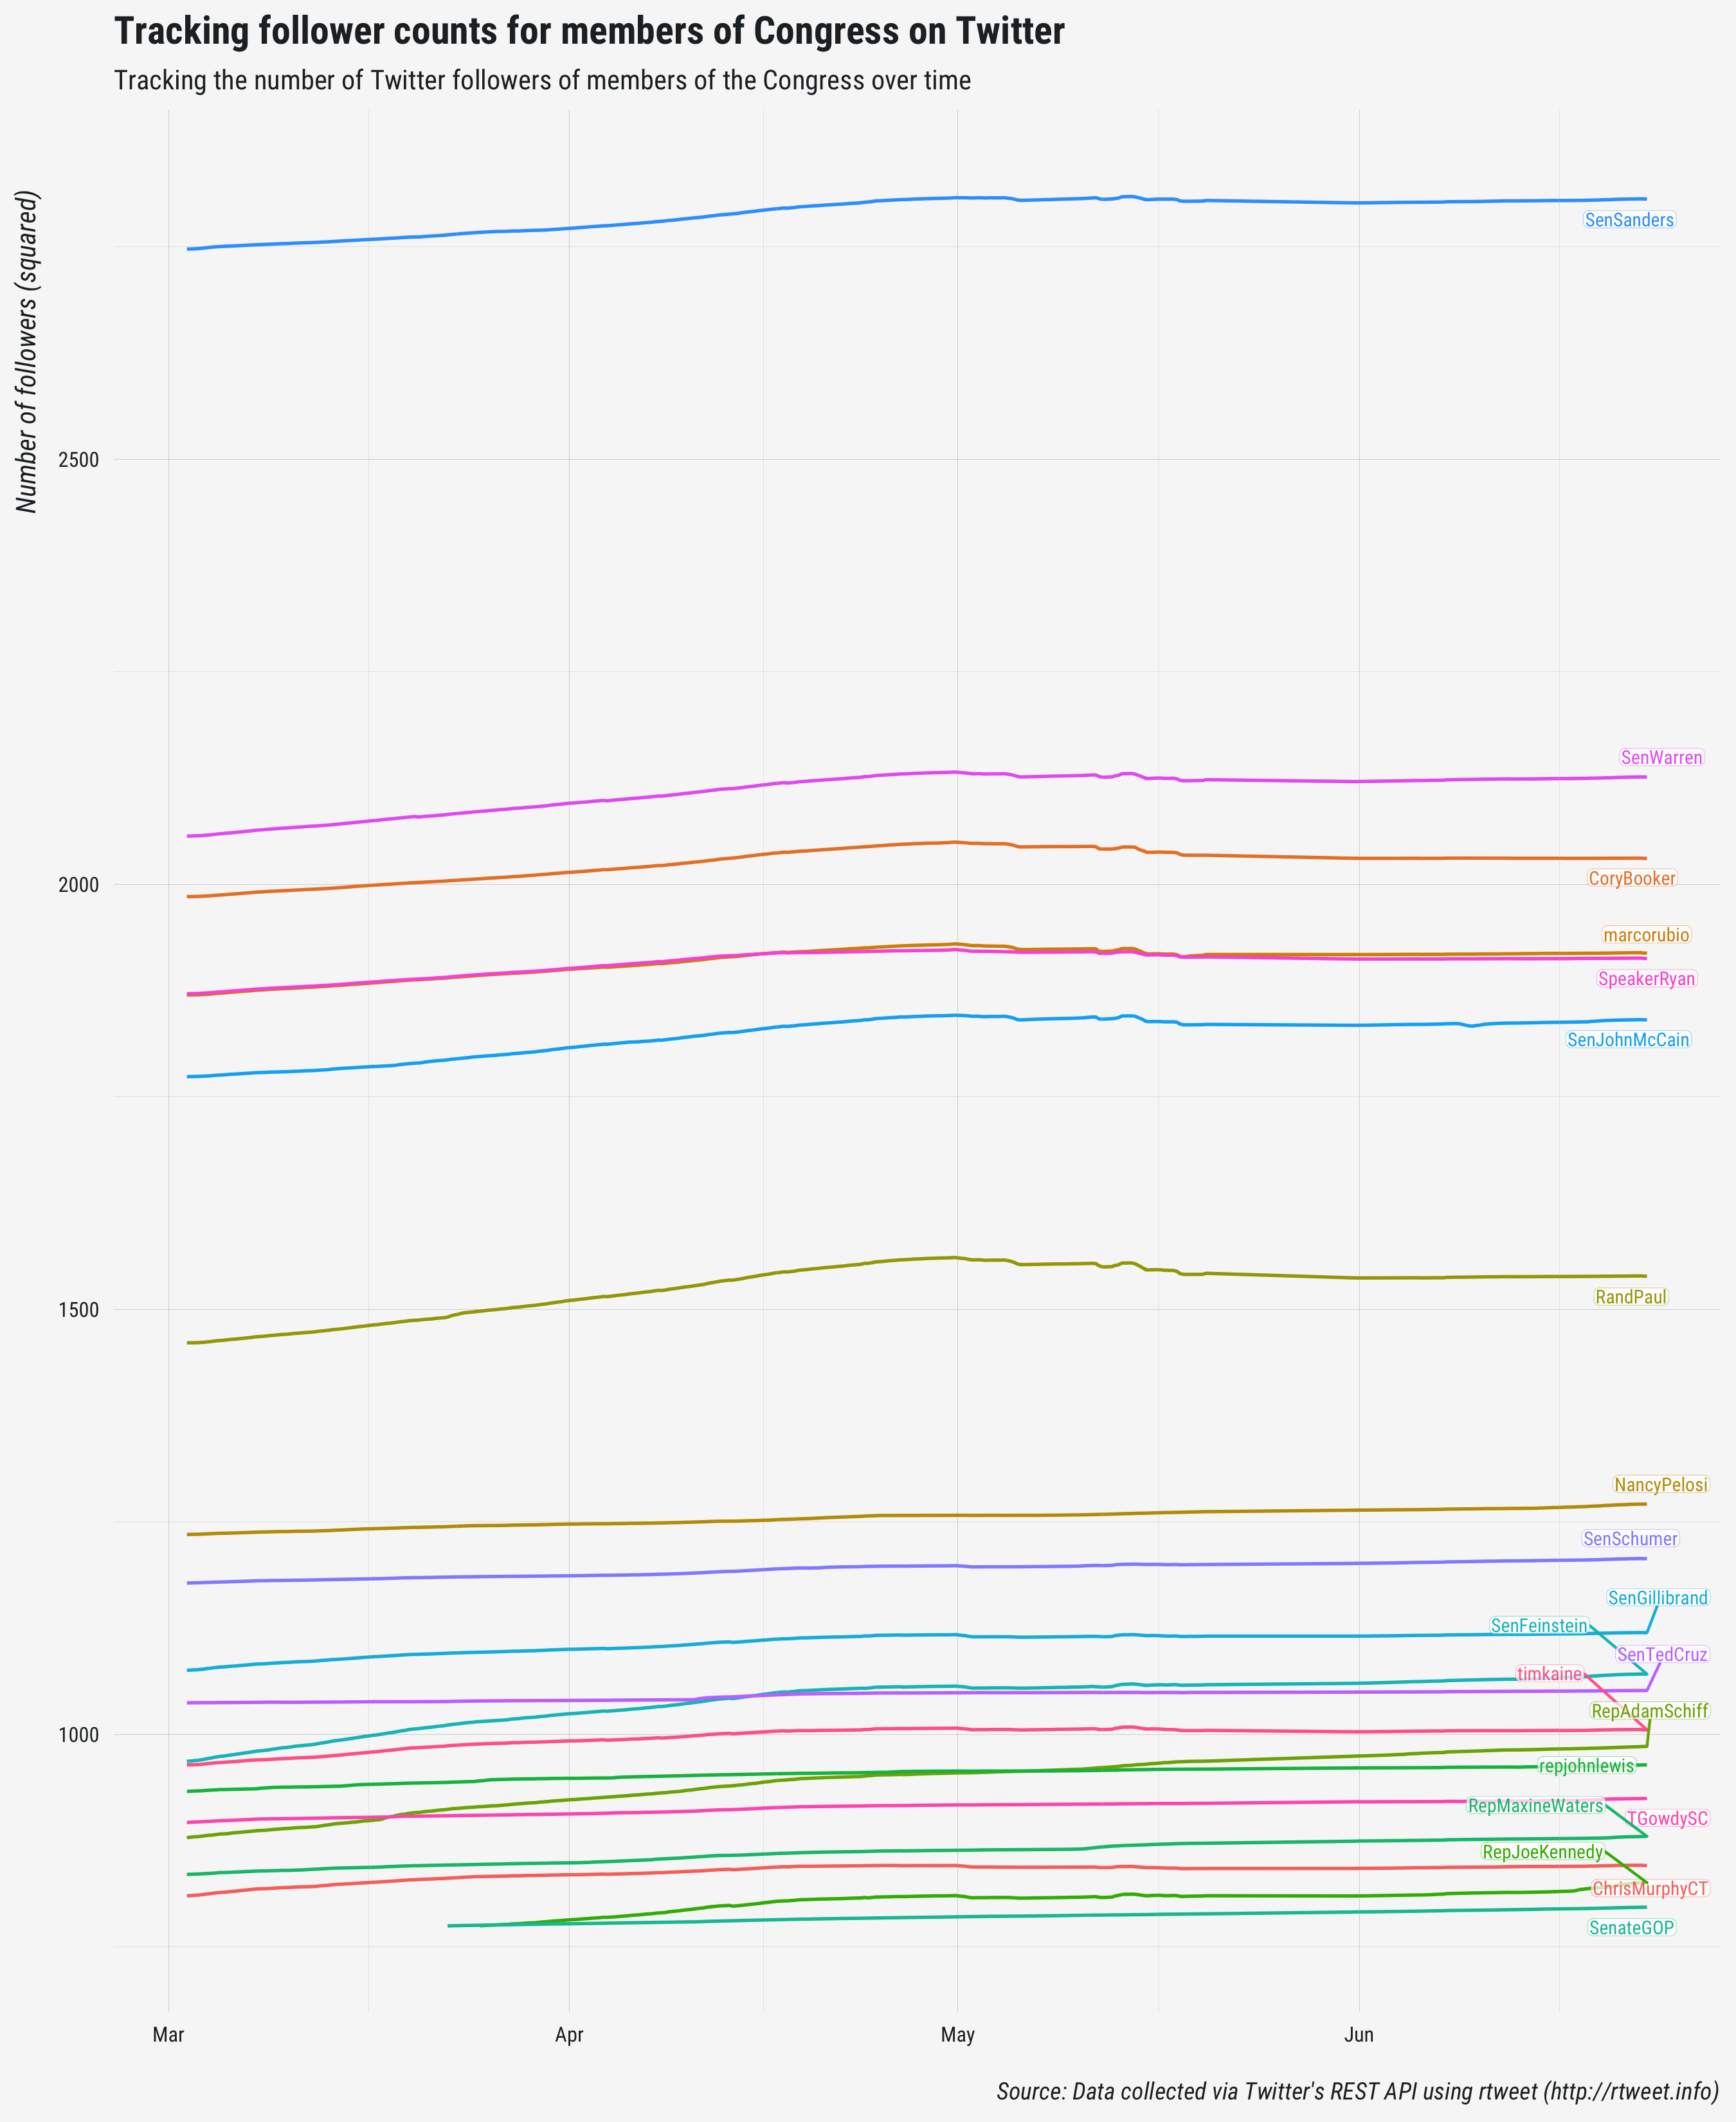 Tracking follower counts for members of Congress on Twitter
Tracking the number of Twitter followers of members of the Congress over time
Number of followers (squared)
2500
2000
1500
1000
SenSanders
SenWarren
CoryBooker
marcorubio
SpeakerRyan
SenJohnMcCain
RandPaul
NancyPelosi
SenSchumer
SenGillibrand
SenFeinstein
SenTedCruz
timkaine
RepAdamSchiff
repjohnlewis
RepMaxineWaters
TGowdySC
RepJoeKennedy
ChrisMurphyCT
SenateGOP
Mar
Apr
May
Jun
Source: Data collected via Twitter's REST API using rtweet (http://rtweet.info)